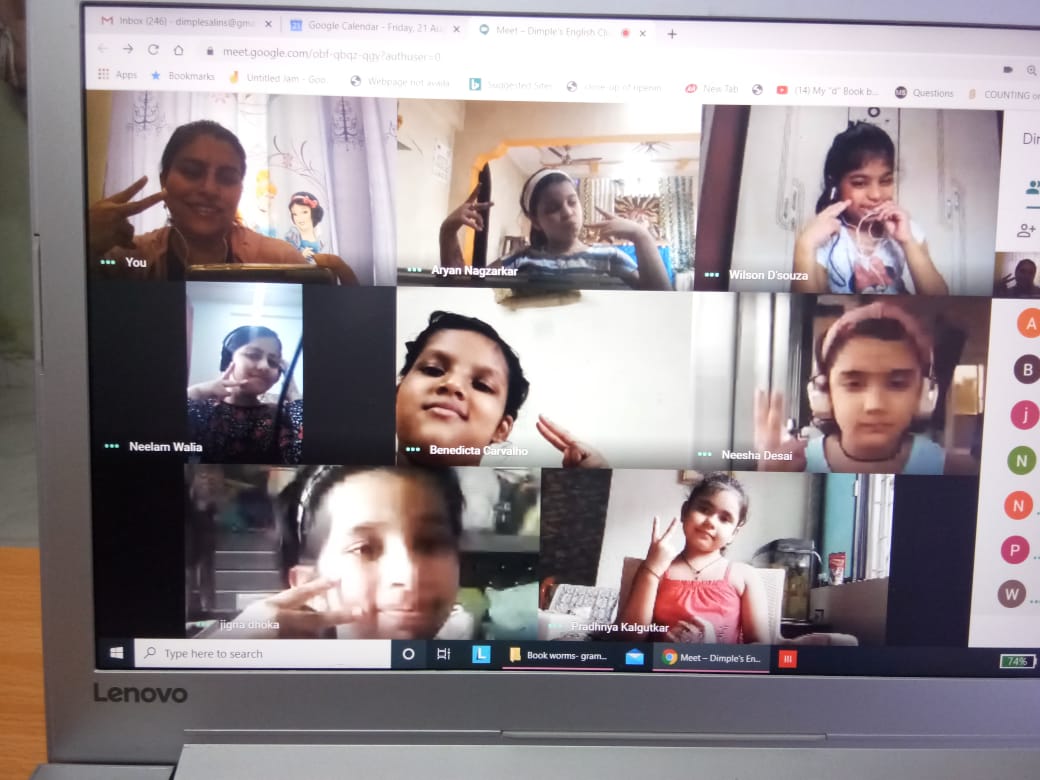 Inbox (246) - dimplesalins@gm
Google Calendar - Friday, 21 Au
Meet – Dimple's English Cl
meet.google.com/obf-qbqz-qgy?authuser=0
Apps
Bookmarks
Untitled Jam - Goo..
Webpage not availa
Suggested Sites
New Tab
(14) My "d" Book b...
MB
Questions
COUNTING o
You
Aryan Nagzarkar
Wilson D'souza
Neelam Walia
Benedicta Carvalho
Neesha Desai
jigna dhoka
Pradhnya Kalgutkar
A
B
j
N
N
P
W
Type here to search
L
Book worms- gram...
Meet – Dimple's En...
74%
Lenovo